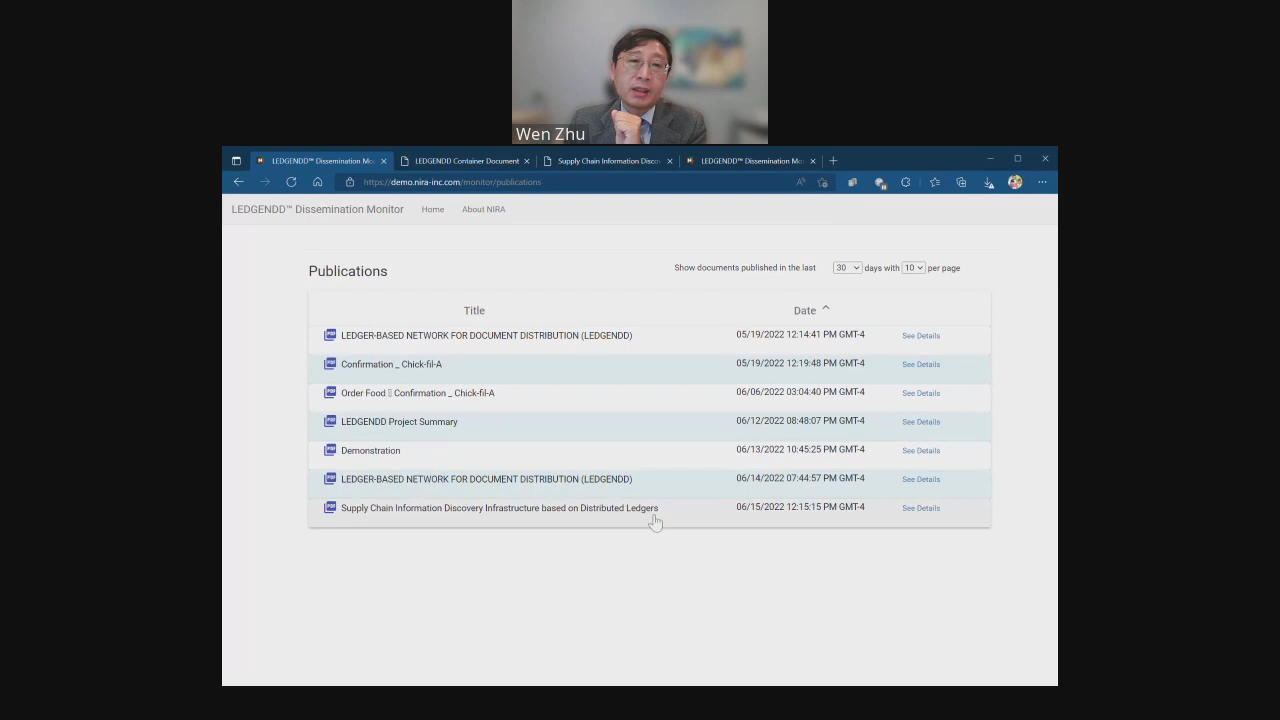 Wen Zhu
LEDGENDD™ Dissemination Mo
LEDGENDD Container Document
Supply Chain Information Disco
LEDGENDD™ Dissemination Mo
https://demo.nira-inc.com/monitor/publications
LEDGENDD™ Dissemination Monitor Home About NIRA
Publications Show documents published in the last 30 days with 10 per page
Title Date
LEDGER-BASED NETWORK FOR DOCUMENT DISTRIBUTION (LEDGENDD) 05/19/2022 12:14:41 PM GMT-4 See Details
Confirmation _ Chick-fil-A 05/19/2022 12:19:48 PM GMT-4 See Details
Order Food ▯ Confirmation _ Chick-fil-A 06/06/2022 03:04:40 PM GMT-4 See Details
LEDGENDD Project Summary 06/12/2022 08:48:07 PM GMT-4 See Details
Demonstration 06/13/2022 10:45:25 PM GMT-4 See Details
LEDGER-BASED NETWORK FOR DOCUMENT DISTRIBUTION (LEDGENDD) 06/14/2022 07:44:57 PM GMT-4 See Details
Supply Chain Information Discovery Infrastructure based on Distributed Ledgers 06/15/2022 12:15:15 PM GMT-4 See Details